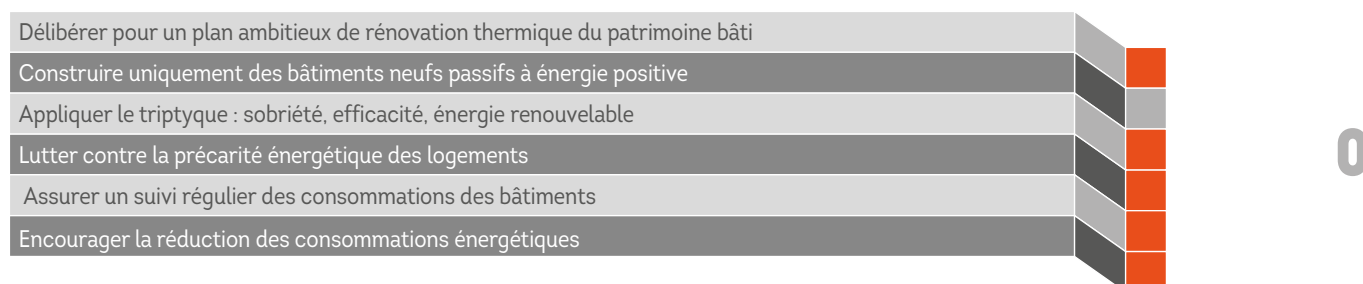 Délibérer pour un plan ambitieux de rénovation thermique du patrimoine bâti
Construire uniquement des bâtiments neufs passifs à énergie positive
Appliquer le triptyque : sobriété, efficacité, énergie renouvelable
Lutter contre la précarité énergétique des logements
Assurer un suivi régulier des consommations des bâtiments
Encourager la réduction des consommations énergétiques